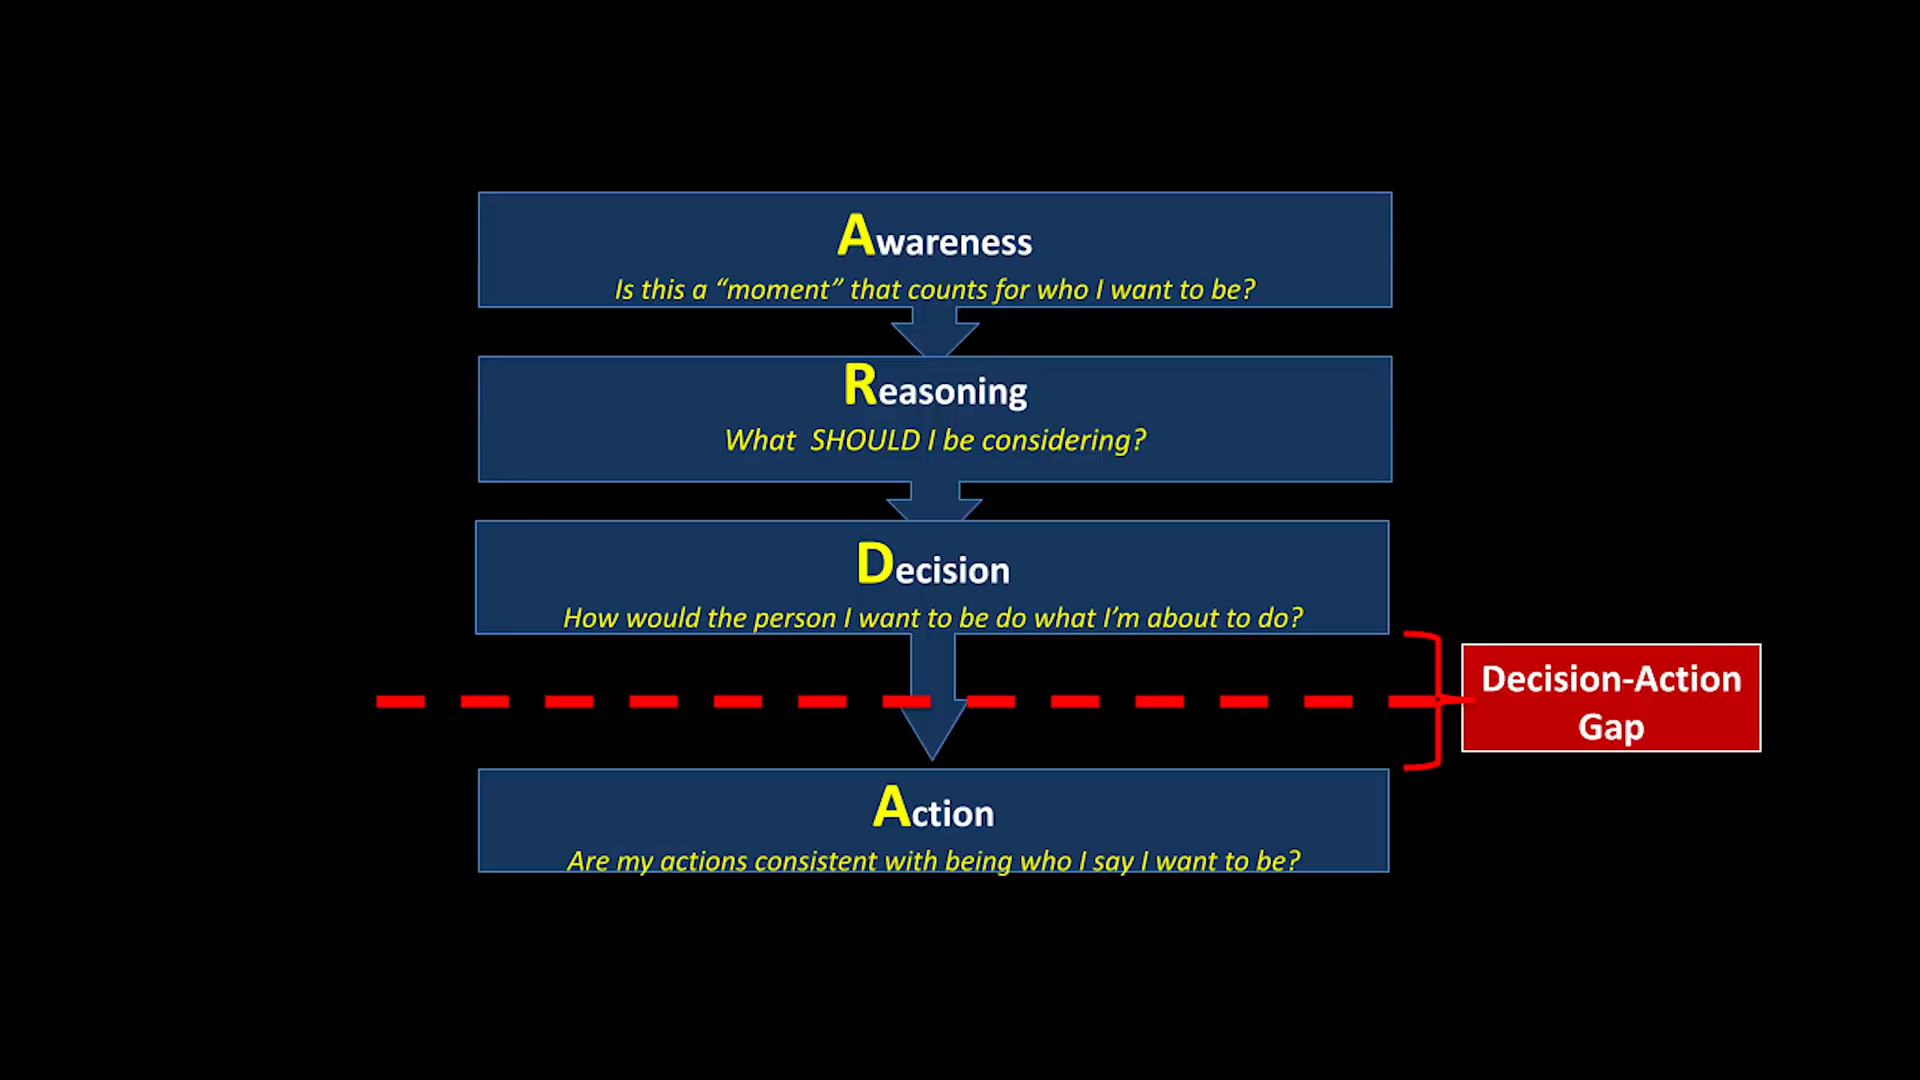 Awareness
Is this a “moment” that counts for who I want to be?
Reasoning
What  SHOULD I be considering?
Decision
How would the person I want to be do what I’m about to do?
Decision-Action
Gap
Action
Are my actions consistent with being who I say I want to be?